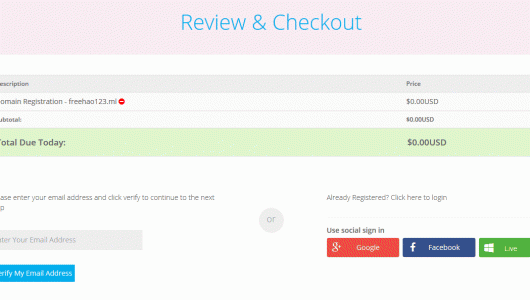 Review & Checkout
escription Price
omain Registration - freehao123.ml $0.00USD
ubtotal: $0.00USD
Total Due Today: $0.00USD
ase enter your email address and click verify to continue to the next
p
Already Registered? Click here to login
or
Use social sign in
nter Your Email Address
Google
Facebook
Live
erify My Email Address